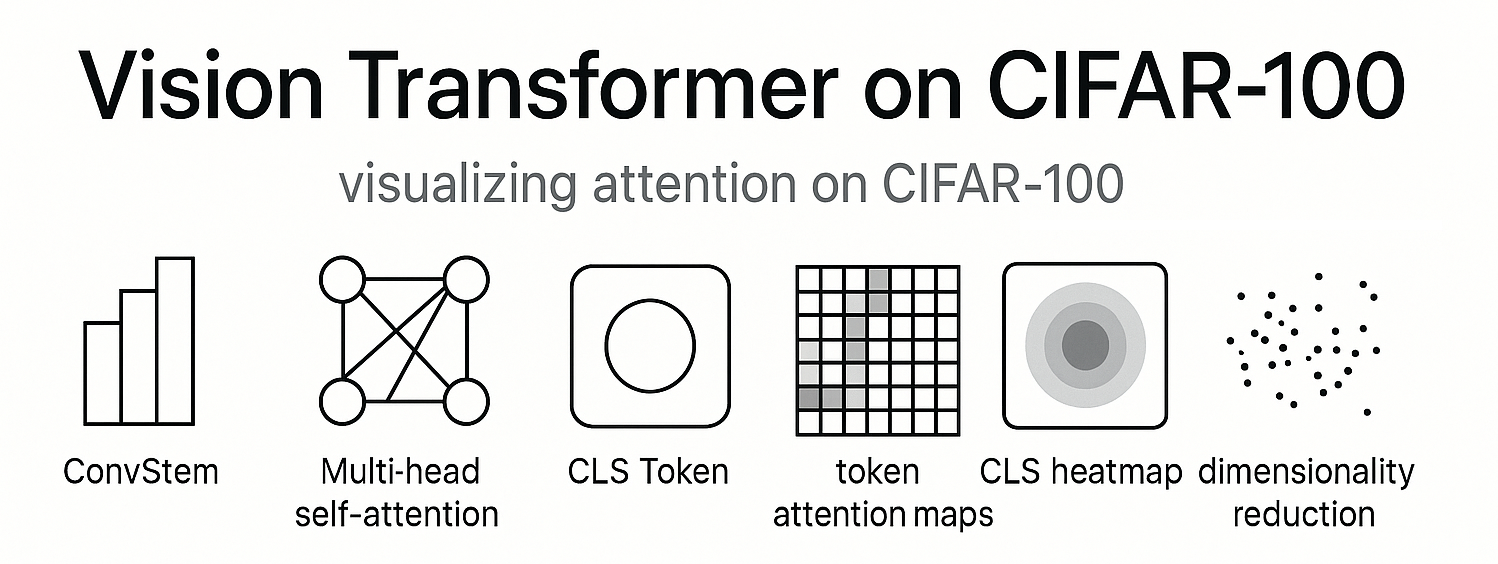 Vision Transformer on CIFAR-100
visualizing attention on CIFAR-100
ConvStem
Multi-head
self-attention
CLS Token
token
attention maps
CLS heatmap
dimensionality
reduction